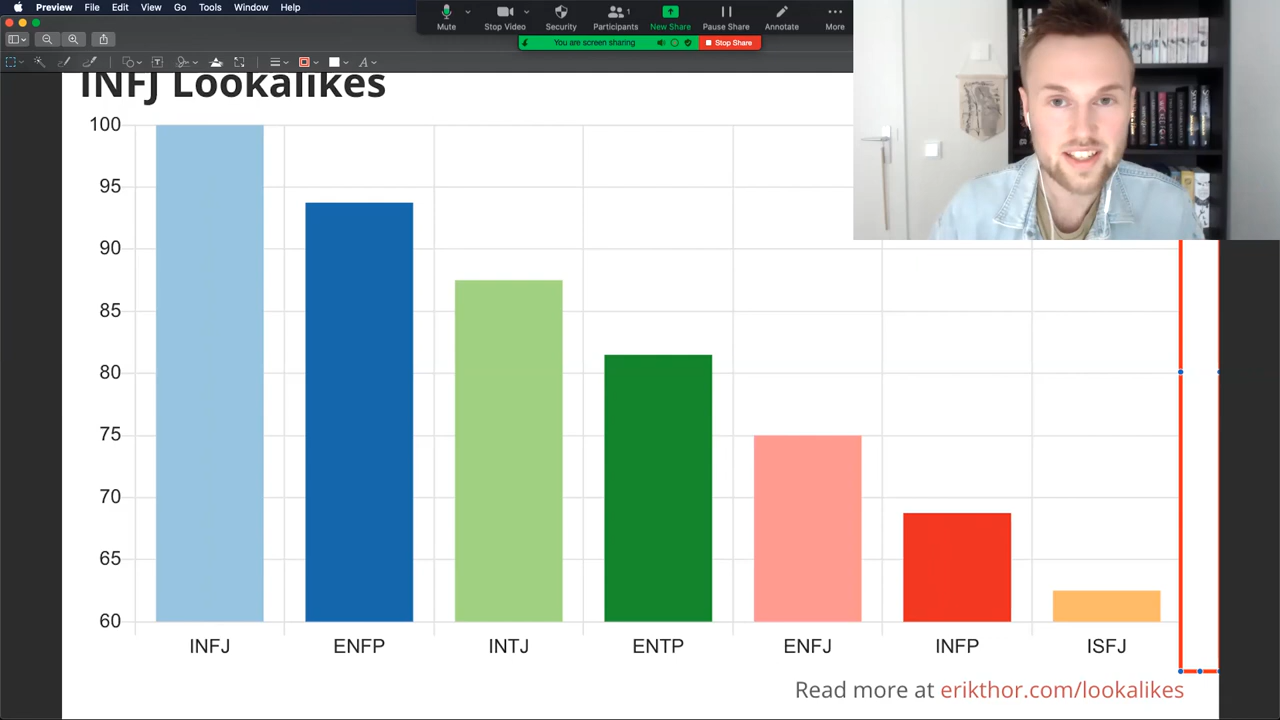 Preview File Edit View Go Tools Window Help
Mute Stop Video Security Participants 1 New Share Pause Share Annotate More
You are screen sharing Stop Share
INFJ Lookalikes
100
95
90
85
80
75
70
65
60
INFJ ENFP INTJ ENTP ENFJ INFP ISFJ
Read more at erikthor.com/lookalikes